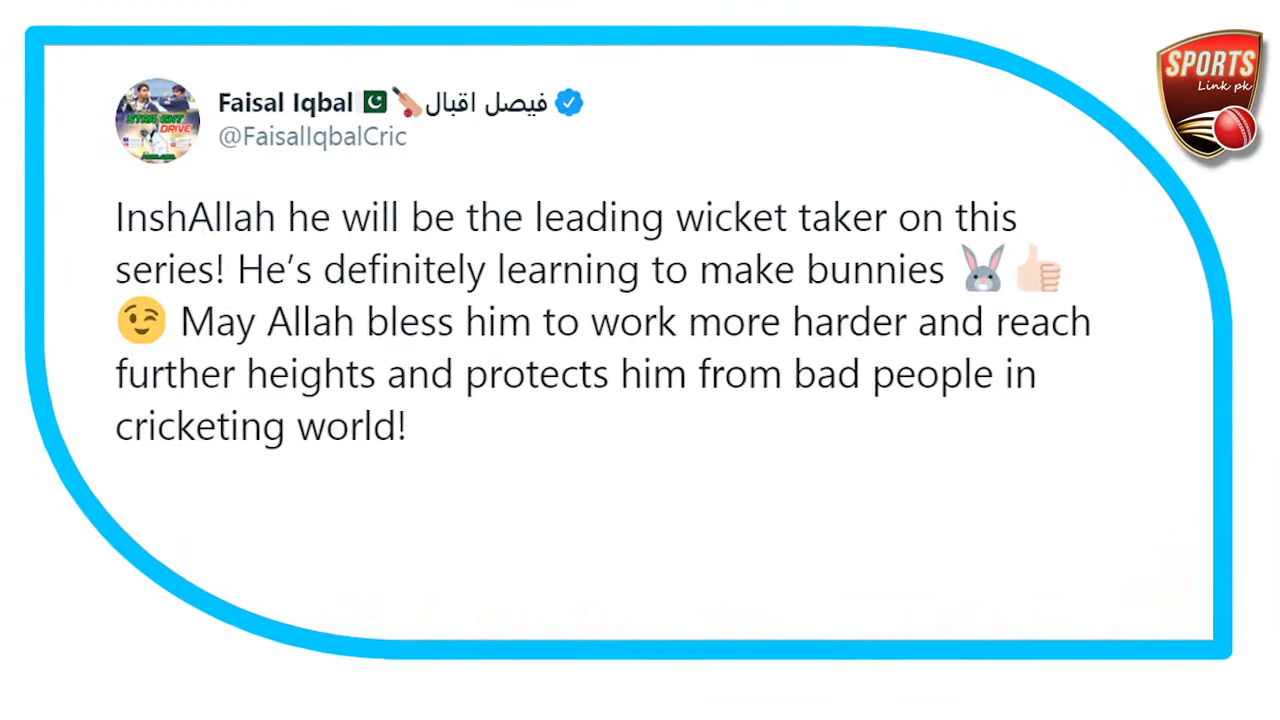 SPORTS
Link pk
Faisal Iqbal 🇵🇰🏏فیصل اقبال
@FaisalIqbalCric
InshAllah he will be the leading wicket taker on this
series! He’s definitely learning to make bunnies 🐰👍🏻
😉 May Allah bless him to work more harder and reach
further heights and protects him from bad people in
cricketing world!
STRAIGHT
DRIVE